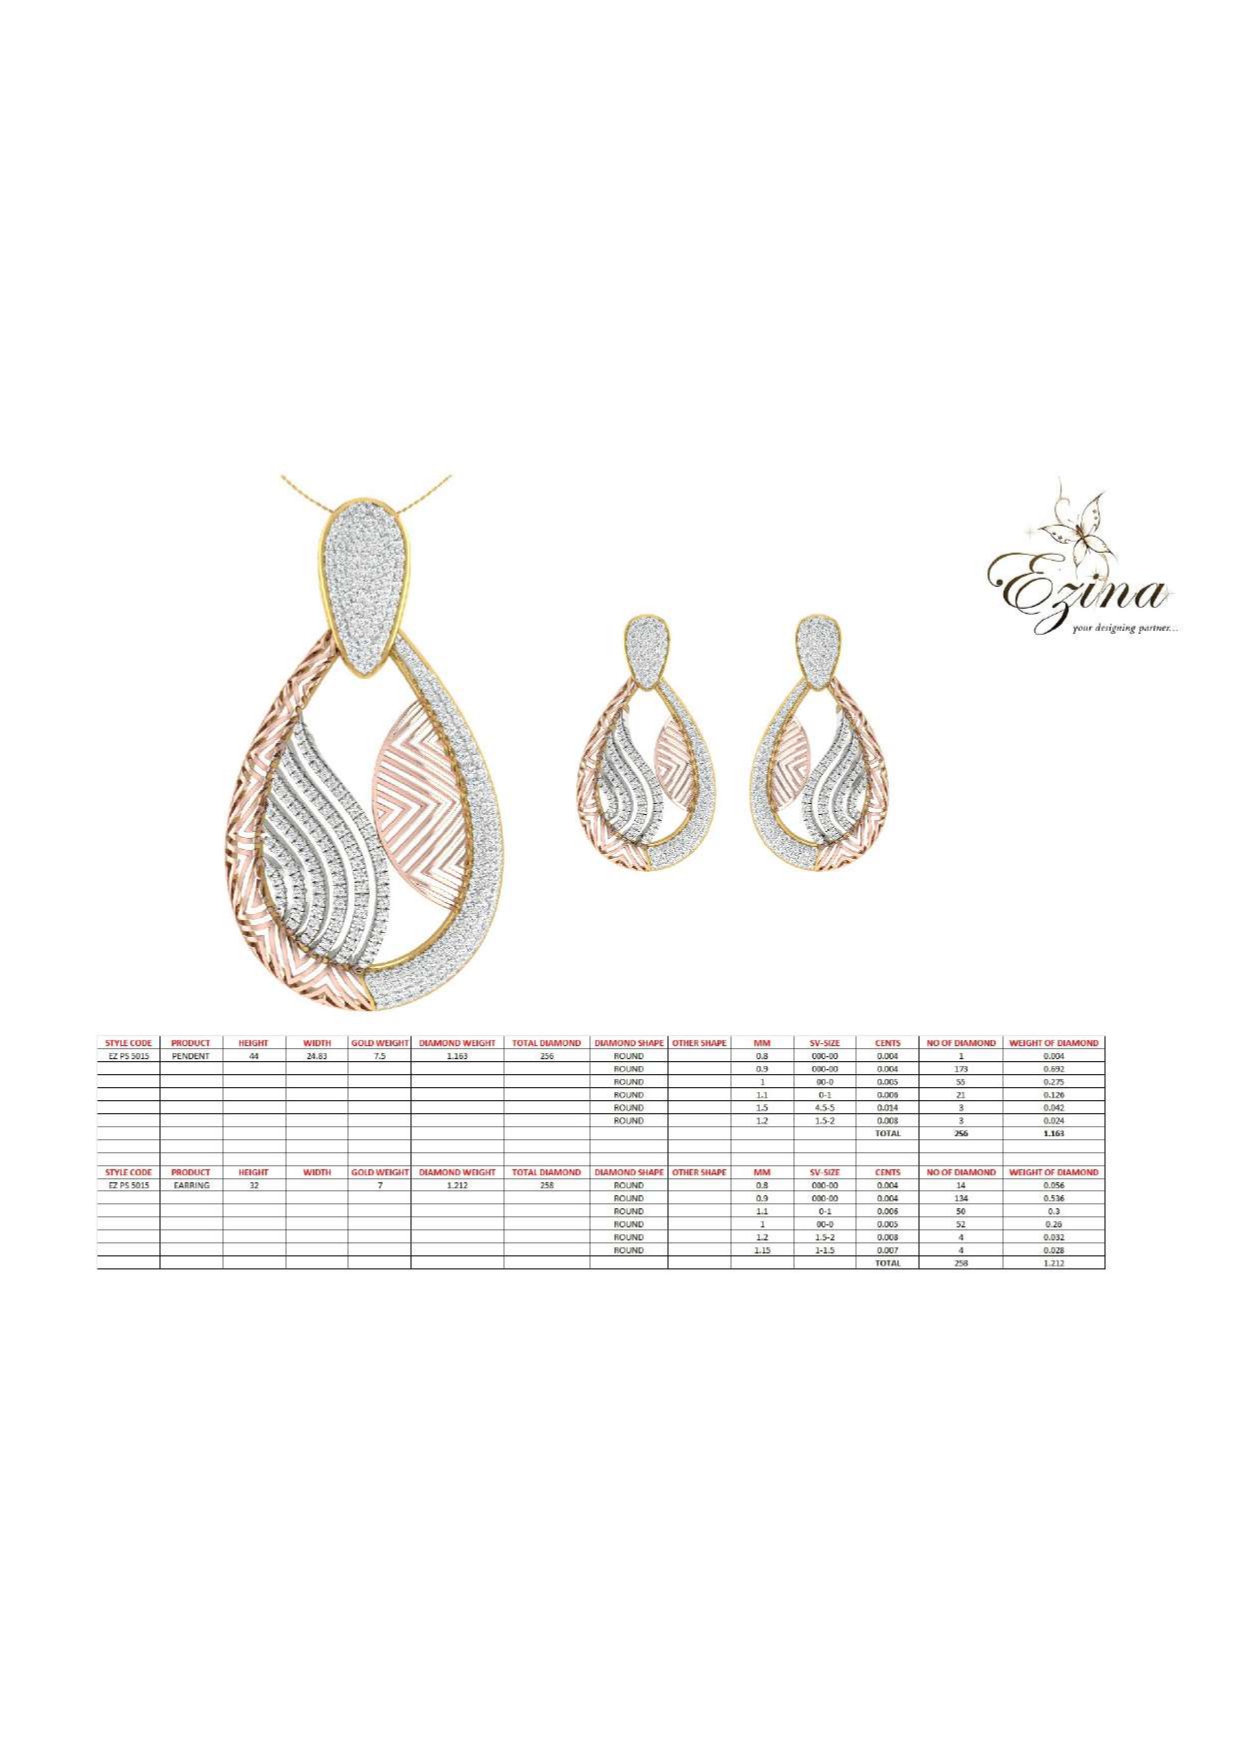 Ezina
your designing partner...
STYLE CODE PRODUCT HEIGHT WIDTH GOLD WEIGHT DIAMOND WEIGHT TOTAL DIAMOND DIAMOND SHAPE OTHER SHAPE MM SV-SIZE CENTS NO OF DIAMOND WEIGHT OF DIAMOND
EZ PS 5015 PENDENT 44 24.83 7.5 1.163 256 ROUND 0.8 000-00 0.004 1 0.004
ROUND 0.9 000-00 0.004 173 0.692
ROUND 1 00-0 0.005 55 0.275
ROUND 1.1 0-1 0.006 21 0.126
ROUND 1.5 4.5-5 0.014 3 0.042
ROUND 1.2 1.5-2 0.008 3 0.024
TOTAL 256 1.163
STYLE CODE PRODUCT HEIGHT WIDTH GOLD WEIGHT DIAMOND WEIGHT TOTAL DIAMOND DIAMOND SHAPE OTHER SHAPE MM SV-SIZE CENTS NO OF DIAMOND WEIGHT OF DIAMOND
EZ PS 5015 EARRING 32 7 1.212 258 ROUND 0.8 000-00 0.004 14 0.056
ROUND 0.9 000-00 0.004 134 0.536
ROUND 1.1 0-1 0.006 50 0.3
ROUND 1 00-0 0.005 52 0.26
ROUND 1.2 1.5-2 0.008 4 0.032
ROUND 1.15 1-1.5 0.007 4 0.028
TOTAL 258 1.212